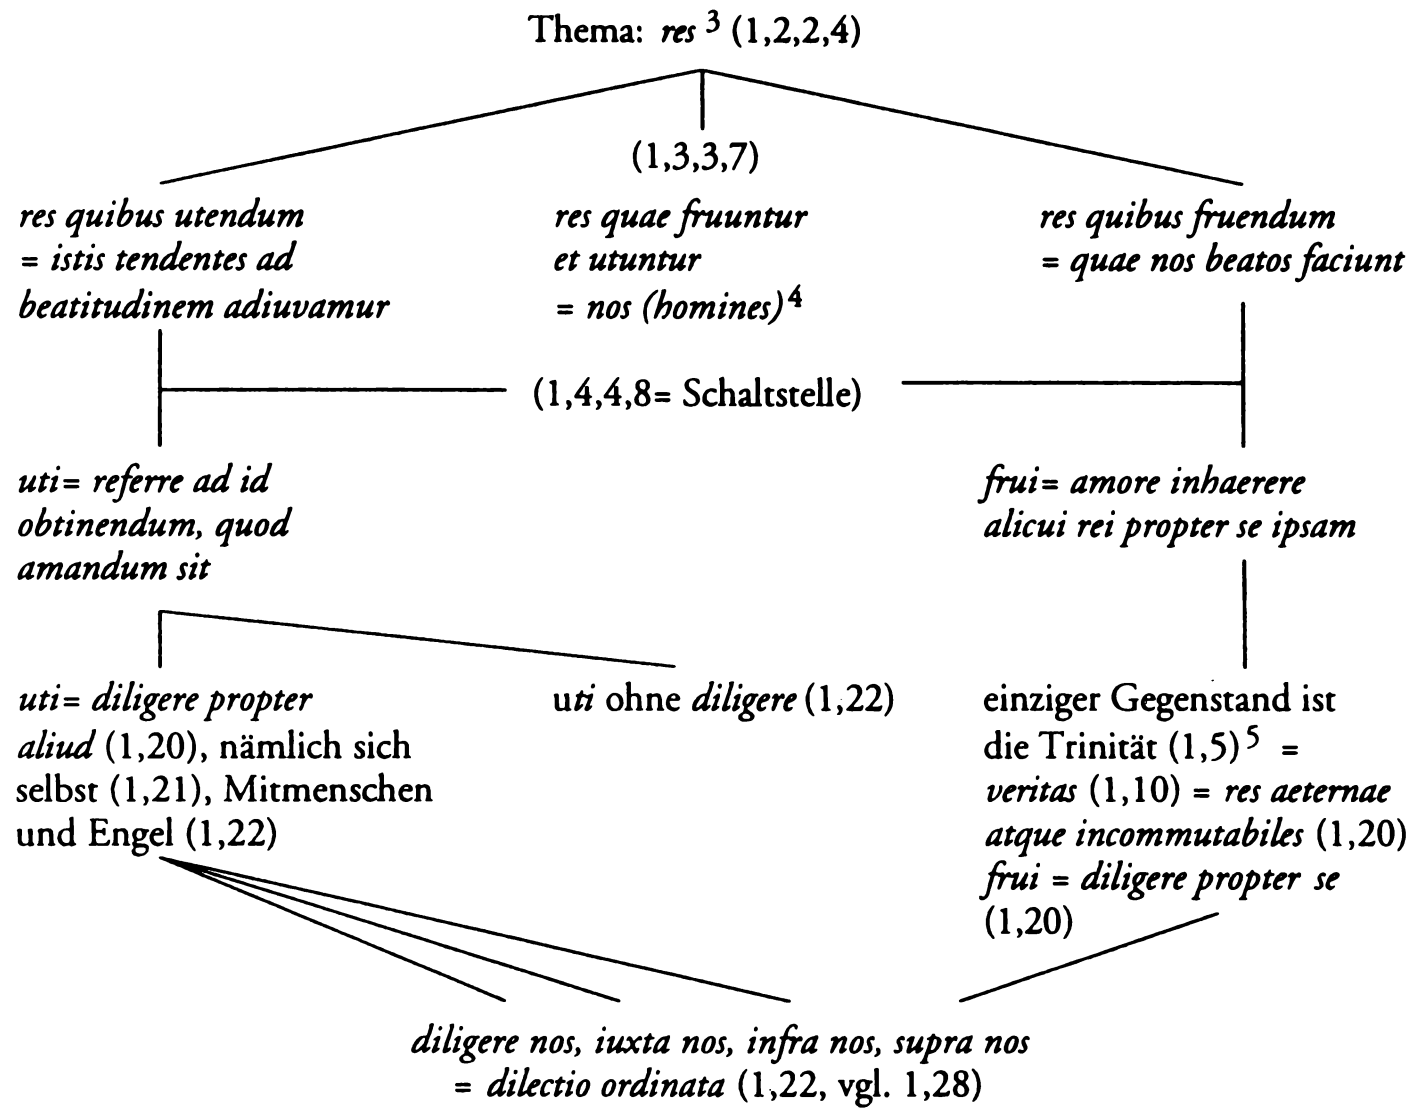 Thema: res ³ (1,2,2,4)
(1,3,3,7)
res quibus utendum
= istis tendentes ad
beatitudinem adiuvamur
res quae fruuntur
et utuntur
= nos (homines)⁴
res quibus fruendum
= quae nos beatos faciunt
(1,4,4,8= Schaltstelle)
uti= referre ad id
obtinendum, quod
amandum sit
frui= amore inhaerere
alicui rei propter se ipsam
uti= diligere propter
aliud (1,20), nämlich sich
selbst (1,21), Mitmenschen
und Engel (1,22)
uti ohne diligere (1,22)
einziger Gegenstand ist
die Trinität (1,5)⁵ =
veritas (1,10) = res aeternae
atque incommutabiles (1,20)
frui = diligere propter se
(1,20)
diligere nos, iuxta nos, infra nos, supra nos
= dilectio ordinata (1,22, vgl. 1,28)